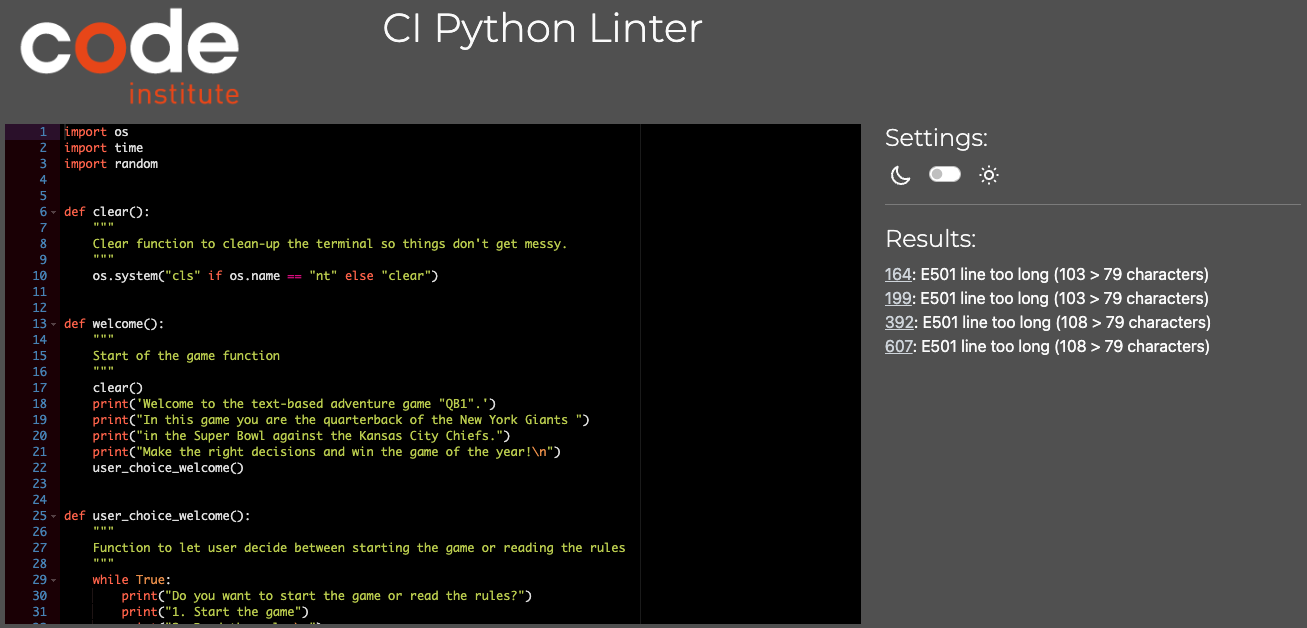 code
institute
CI Python Linter
1 import os
2 import time
3 import random
4
5
6 def clear():
7 """
8 Clear function to clean-up the terminal so things don't get messy.
9 """
10 os.system("cls" if os.name == "nt" else "clear")
11
12
13 def welcome():
14 """
15 Start of the game function
16 """
17 clear()
18 print('Welcome to the text-based adventure game "QB1".')
19 print("In this game you are the quarterback of the New York Giants ")
20 print("in the Super Bowl against the Kansas City Chiefs.")
21 print("Make the right decisions and win the game of the year!\n")
22 user_choice_welcome()
23
24
25 def user_choice_welcome():
26 """
27 Function to let user decide between starting the game or reading the rules
28 """
29 while True:
30 print("Do you want to start the game or read the rules?")
31 print("1. Start the game")
Settings:
Results:
164: E501 line too long (103 > 79 characters)
199: E501 line too long (103 > 79 characters)
392: E501 line too long (108 > 79 characters)
607: E501 line too long (108 > 79 characters)